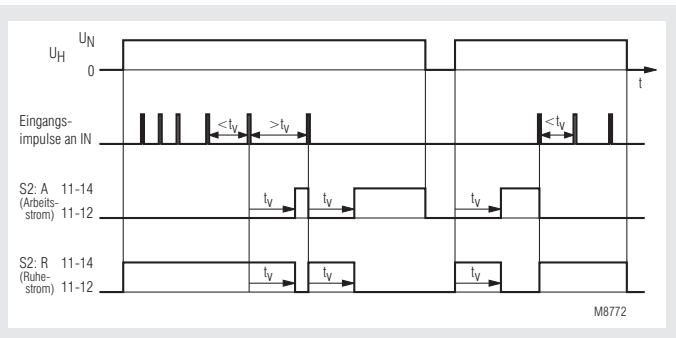 U_N
U_H
0
t
Eingangs-
impulse an IN
<t_v >t_v <t_v
S2: A 11-14
(Arbeits-
strom) 11-12
t_v t_v t_v
S2: R 11-14
(Ruhe-
strom) 11-12
t_v t_v t_v
M8772